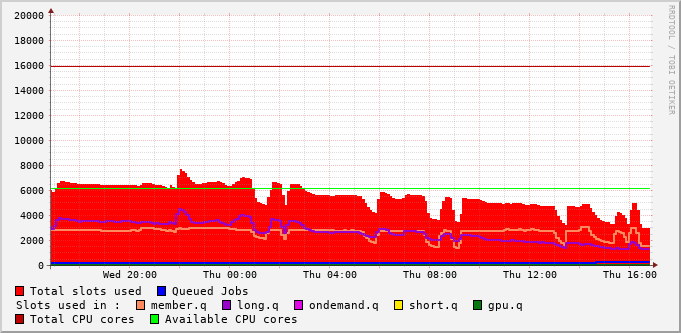 RRDTOOL / TOBI OETIKER
20000
18000
16000
14000
12000
10000
8000
6000
4000
2000
0
Wed 20:00 Thu 00:00 Thu 04:00 Thu 08:00 Thu 12:00 Thu 16:00
Total slots used Queued Jobs
Slots used in : member.q long.q ondemand.q short.q gpu.q
Total CPU cores Available CPU cores